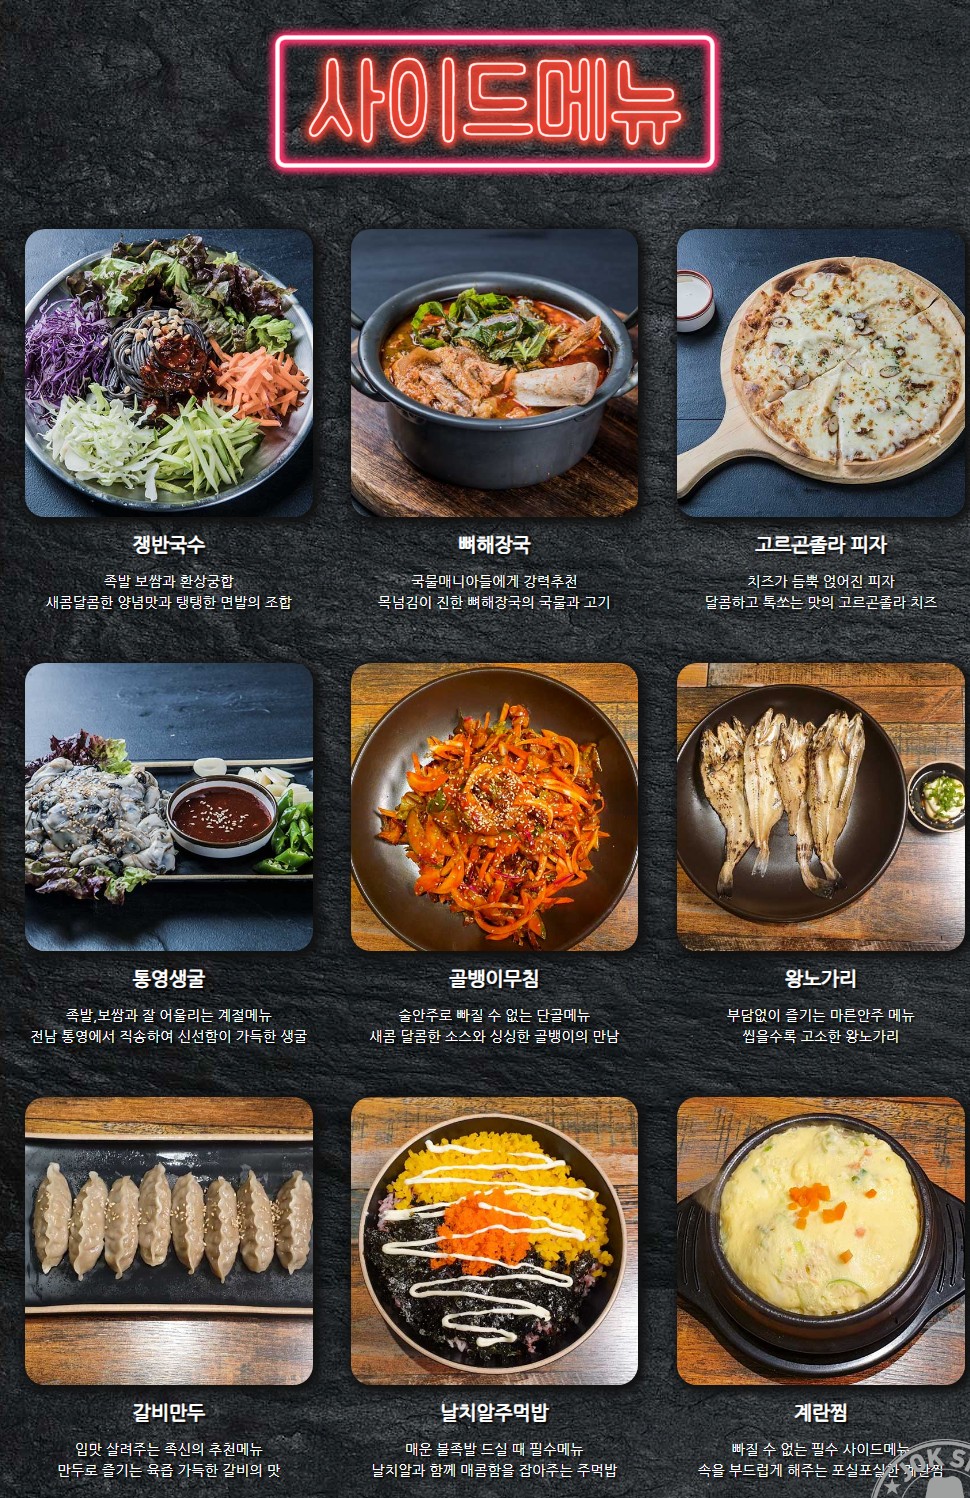 사이드메뉴
쟁반국수
족발 보쌈과 환상궁합
새콤달콤한 양념맛과 탱탱한 면발의 조합
뼈해장국
국물매니아들에게 강력추천
목넘김이 진한 뼈해장국의 국물과 고기
고르곤졸라 피자
치즈가 듬뿍 얹어진 피자
달콤하고 톡쏘는 맛의 고르곤졸라 치즈
통영생굴
족발,보쌈과 잘 어울리는 계절메뉴
전남 통영에서 직송하여 신선함이 가득한 생굴
골뱅이무침
술안주로 빠질 수 없는 단골메뉴
새콤 달콤한 소스와 싱싱한 골뱅이의 만남
왕노가리
부담없이 즐기는 마른안주 메뉴
씹을수록 고소한 왕노가리
갈비만두
입맛 살려주는 족신의 추천메뉴
만두로 즐기는 육즙 가득한 갈비의 맛
날치알주먹밥
매운 불족발 드실 때 필수메뉴
날치알과 함께 매콤함을 잡아주는 주먹밥
계란찜
빠질 수 없는 필수 사이드메뉴
속을 부드럽게 해주는 포실포실한 계란찜